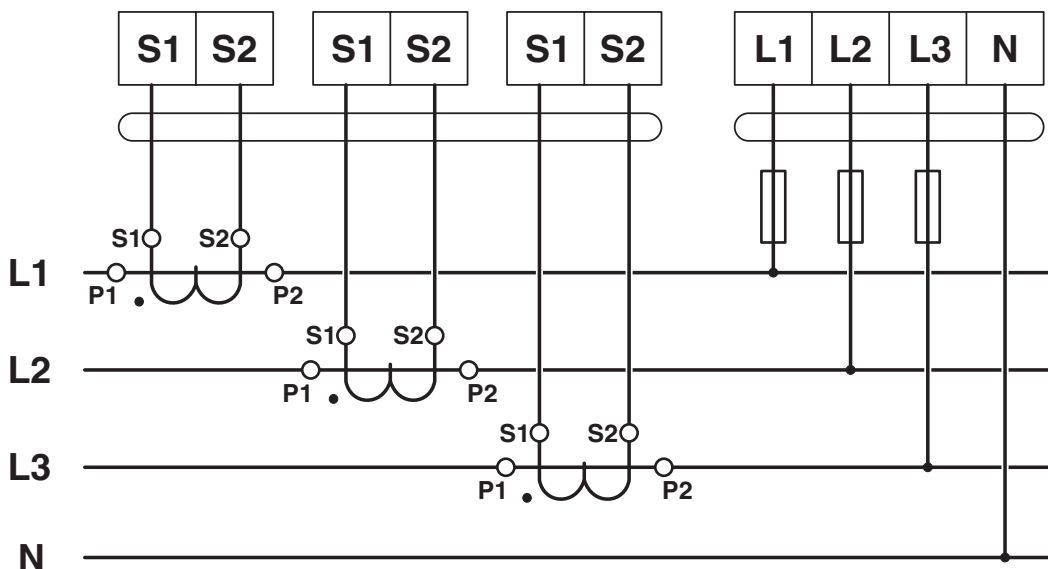 S1 S2 S1 S2 S1 S2 L1 L2 L3 N
S1 S2
L1
P1 P2
S1 S2
L2
P1 P2
S1 S2
L3
P1 P2
N